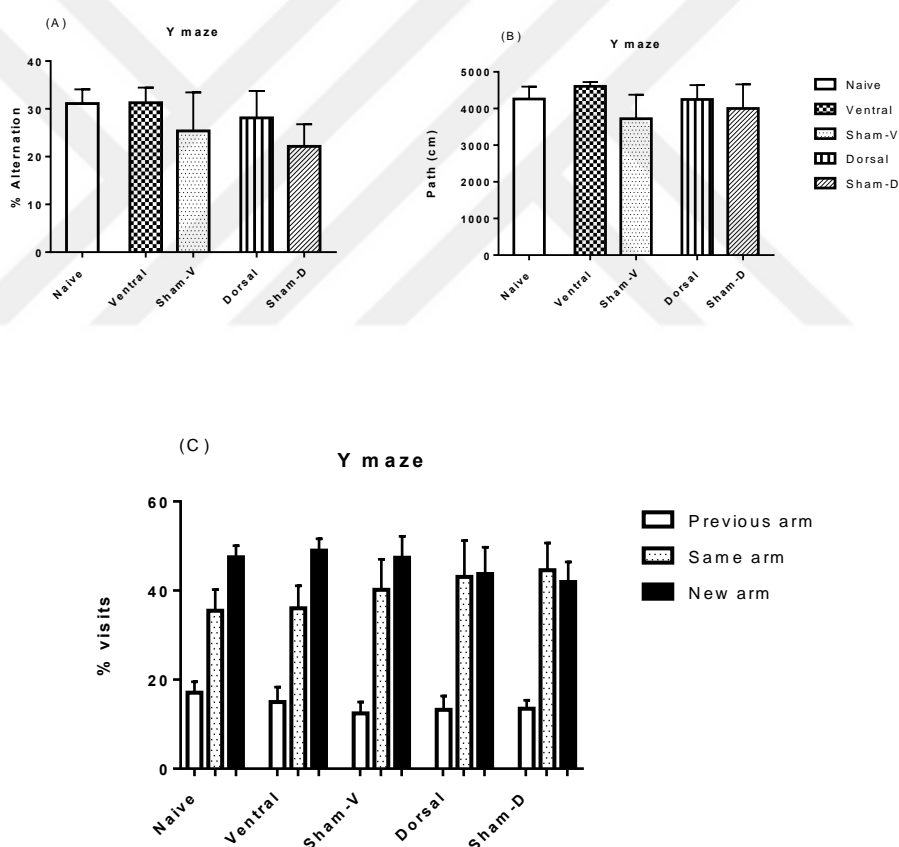 (A)
Y maze
% Alternation
40
30
20
10
0
Naive
Ventral
Sham-V
Dorsal
Sham-D
(B)
Y maze
Path (cm)
5000
4000
3000
2000
1000
0
Naive
Ventral
Sham-V
Dorsal
Sham-D
Naive
Ventral
Sham-V
Dorsal
Sham-D
(C)
Y maze
% visits
60
40
20
0
Naive
Ventral
Sham-V
Dorsal
Sham-D
Previous arm
Same arm
New arm